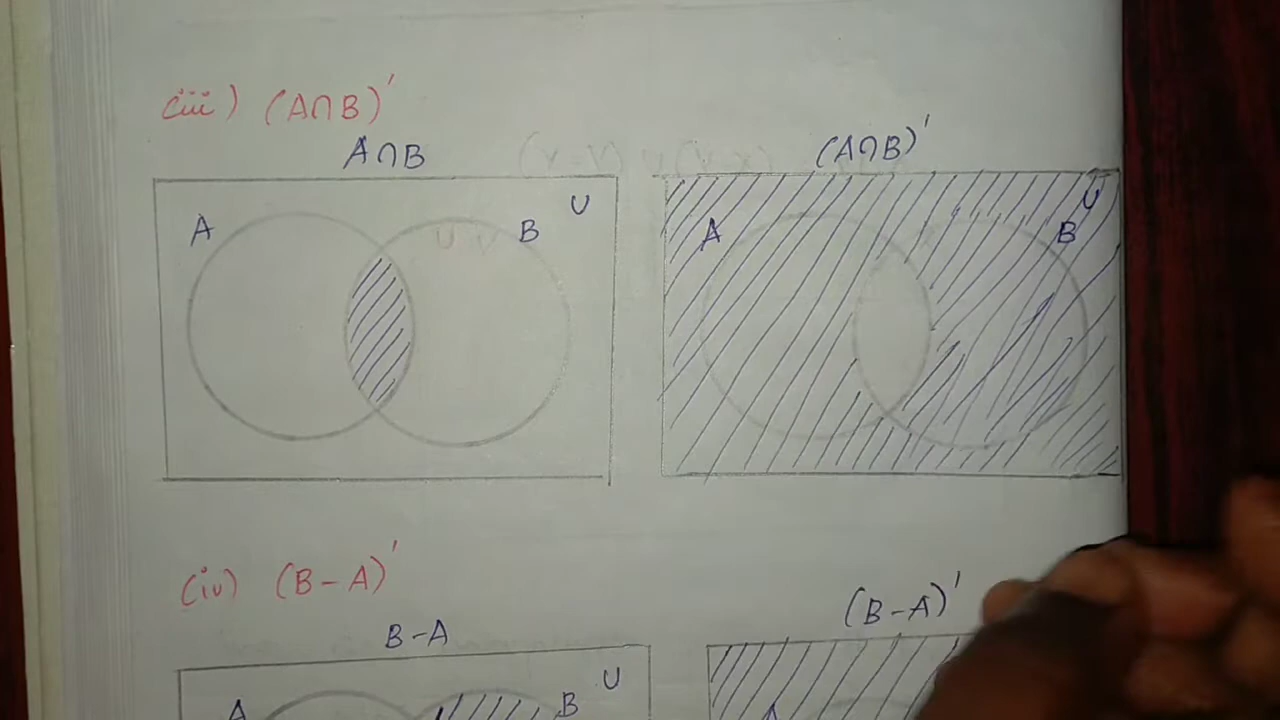 iii) (A∩B)'
A∩B
(A∩B)'
A
B
U
A
B
U
(iv) (B-A)'
B-A
(B-A)'
A
B
U
A